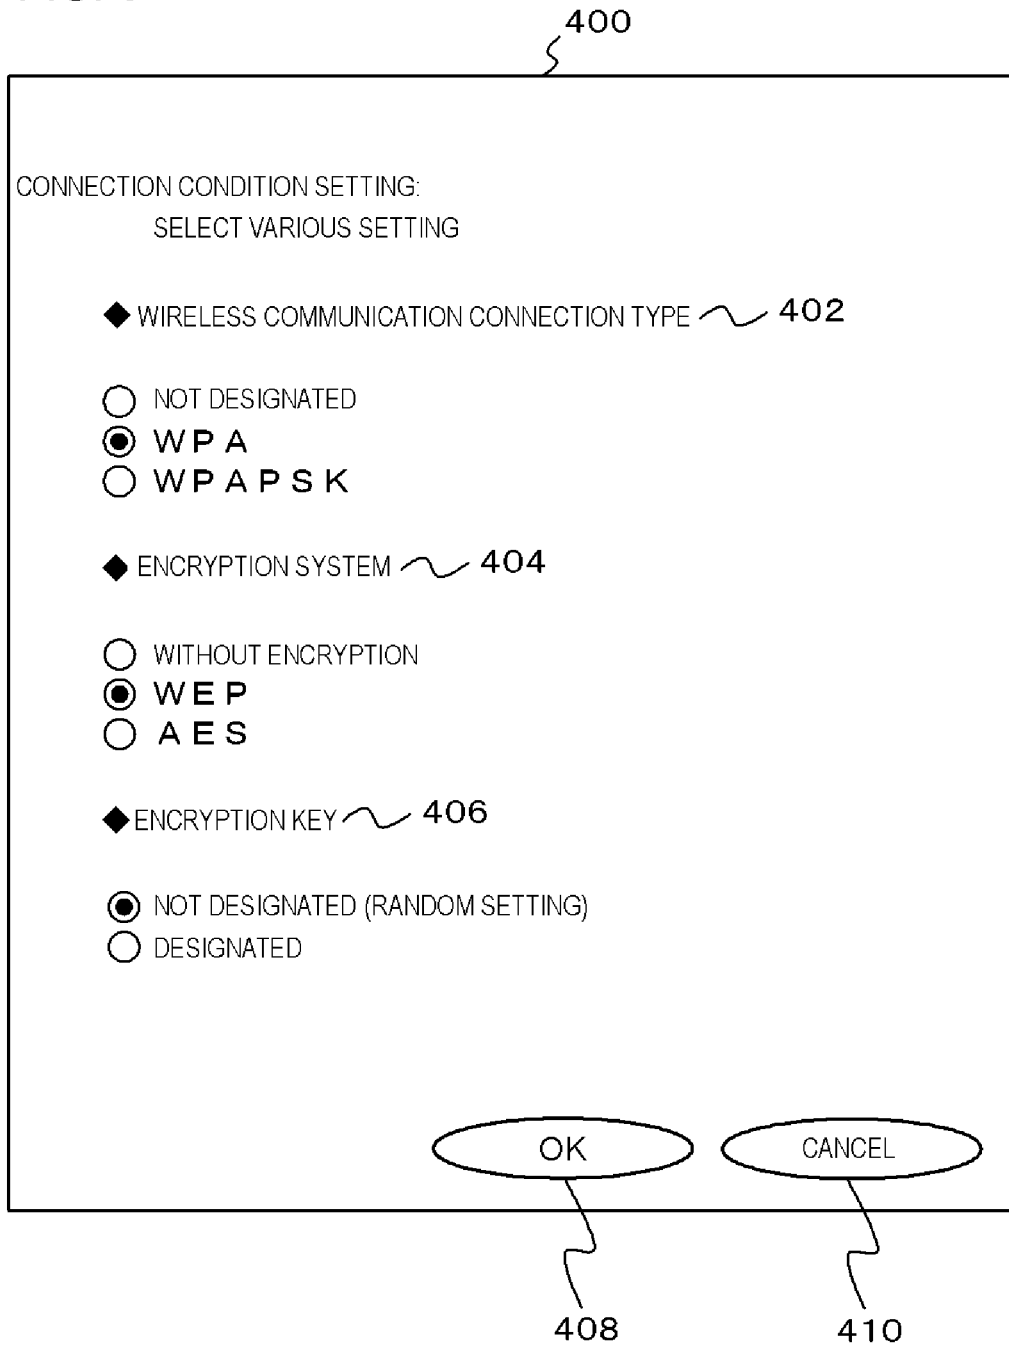 400
CONNECTION CONDITION SETTING:
SELECT VARIOUS SETTING
◆ WIRELESS COMMUNICATION CONNECTION TYPE 402
NOT DESIGNATED
WPA
WPAPSK
◆ ENCRYPTION SYSTEM 404
WITHOUT ENCRYPTION
WEP
AES
◆ ENCRYPTION KEY 406
NOT DESIGNATED (RANDOM SETTING)
DESIGNATED
OK CANCEL
408 410